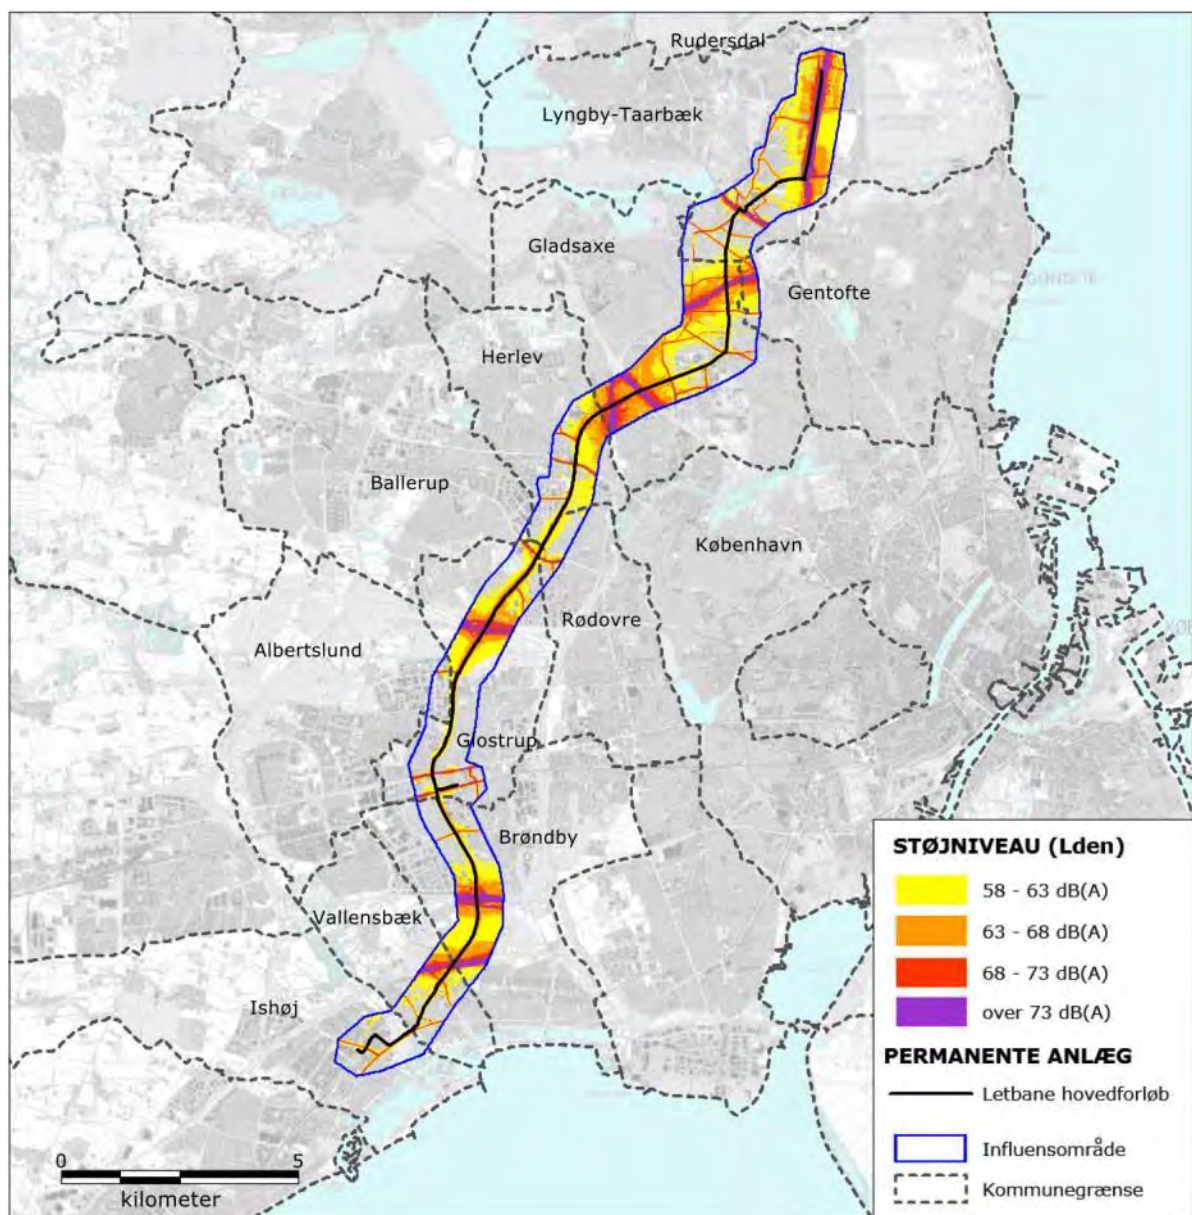 Rudersdal
Lyngby-Taarbæk
Gladsaxe
Gentofte
Herlev
Ballerup
København
Rødovre
Albertslund
Glostrup
Brøndby
Vallensbæk
Ishøj
STØJNIVEAU (Lden)
58 - 63 dB(A)
63 - 68 dB(A)
68 - 73 dB(A)
over 73 dB(A)
PERMANENTE ANLÆG
Letbane hovedforløb
Influensområde
Kommunegrænse
0 5
kilometer